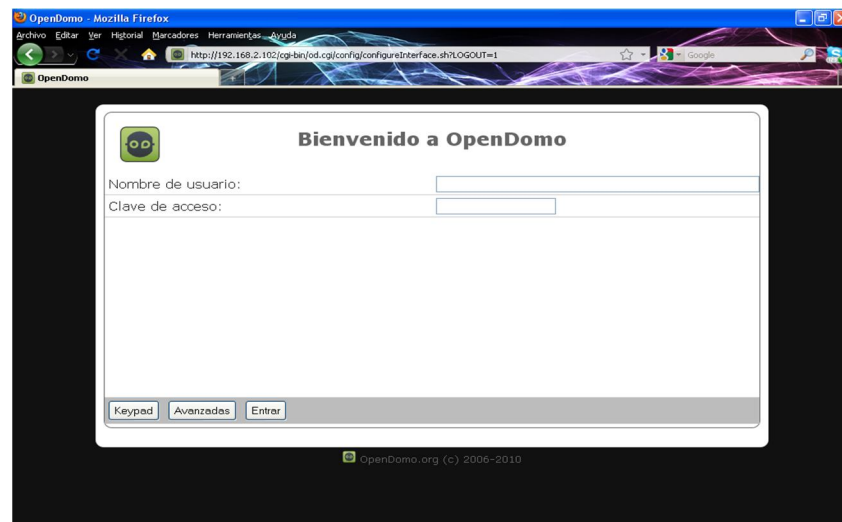 OpenDomo - Mozilla Firefox
Archivo Editar Ver Historial Marcadores Herramientas Ayuda
http://192.168.2.102/cgi-bin/od.cgi/config/configureInterface.sh?LOGOUT=1
Google
OpenDomo
Bienvenido a OpenDomo
Nombre de usuario:
Clave de acceso:
Keypad Avanzadas Entrar
OpenDomo.org (c) 2006-2010